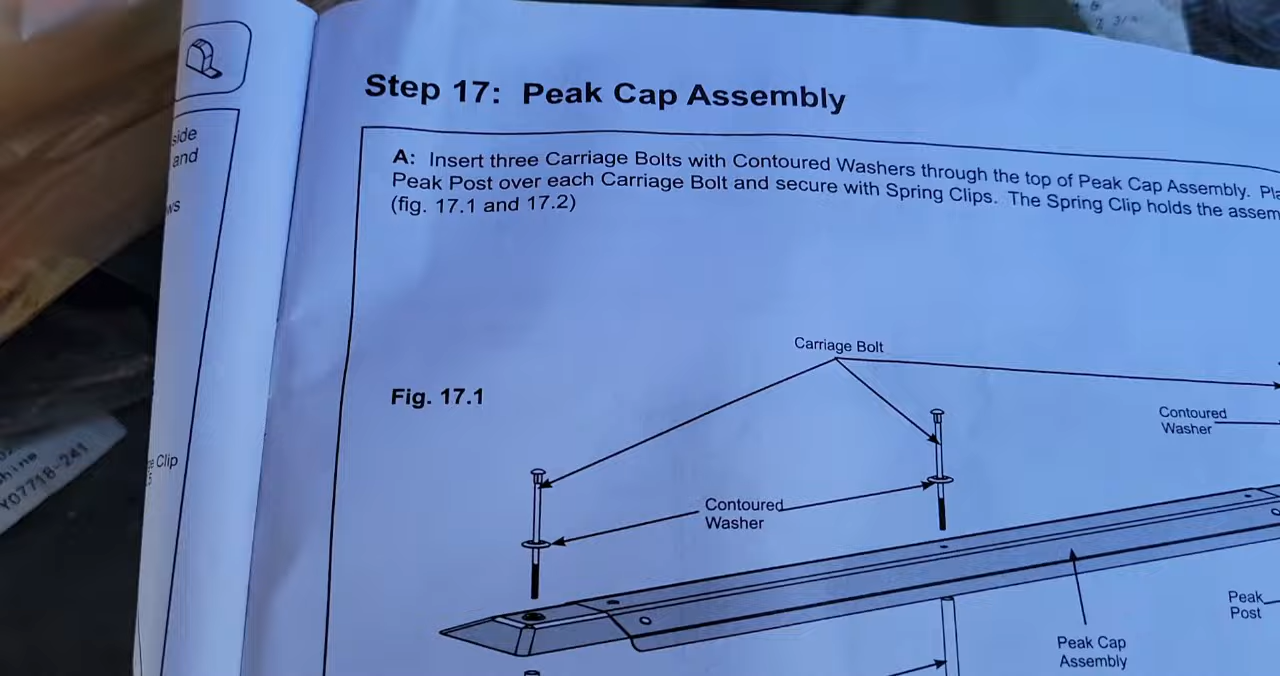 Step 17: Peak Cap Assembly
A: Insert three Carriage Bolts with Contoured Washers through the top of Peak Cap Assembly.
Peak Post over each Carriage Bolt and secure with Spring Clips. The Spring Clip holds the
(fig. 17.1 and 17.2)
Carriage Bolt
Fig. 17.1
Contoured
Washer
Contoured
Washer
Peak
Post
Peak Cap
Assembly
side
and
Clip
Y07718-241